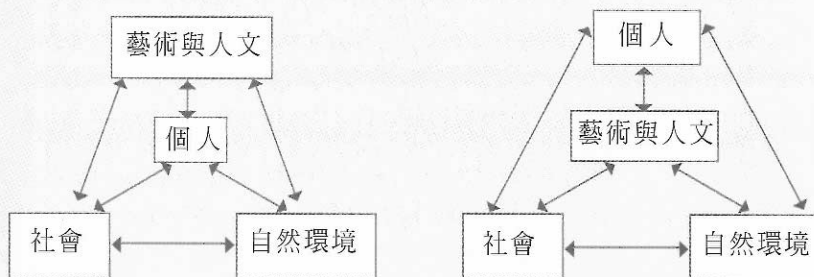 藝術與人文
個人
社會
自然環境
個人
藝術與人文
社會
自然環境